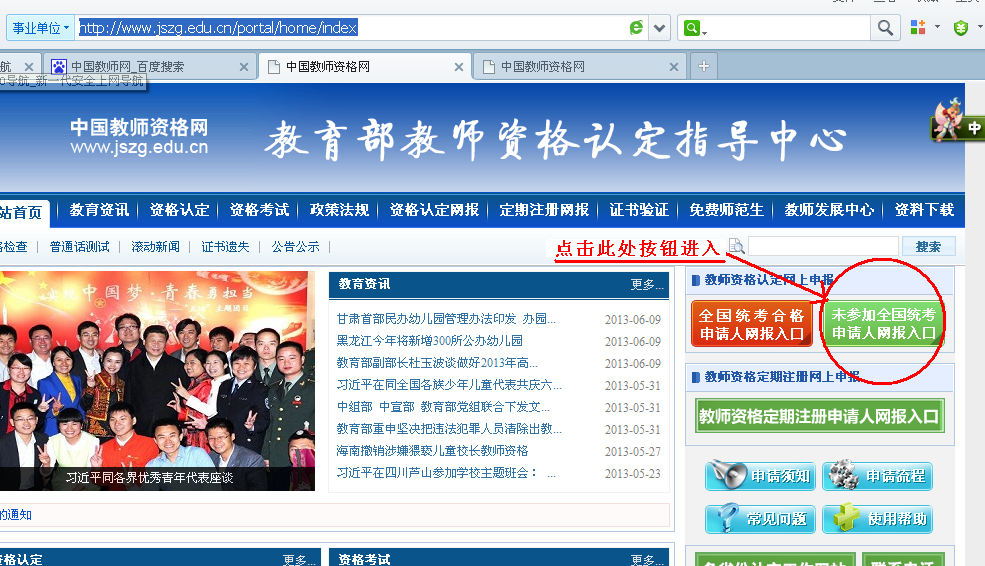 事业单位
http://www.jszg.edu.cn/portal/home/index
航
中国教师网_百度搜索
中国教师资格网
中国教师资格网
导航_新一代安全上网导航
中国教师资格网
www.jszg.edu.cn
教育部教师资格认定指导中心
中
站首页 教育资讯 资格认定 资格考试 政策法规 资格认定网报 定期注册网报 证书验证 免费师范生 教师发展中心 资料下载
格检查 普通话测试 滚动新闻 证书遗失 公告公示
点击此处按钮进入
搜索
教育资讯 更多...
甘肃首部民办幼儿园管理办法印发 办园... 2013-06-09
黑龙江今年将新增300所公办幼儿园 2013-06-09
教育部副部长杜玉波谈做好2013年高... 2013-06-09
习近平在同全国各族少年儿童代表共庆六... 2013-05-31
中组部 中宣部 教育部党组联合下发文... 2013-05-31
教育部重申坚决把违法犯罪人员清除出教... 2013-05-31
海南撤销涉嫌猥亵儿童校长教师资格 2013-05-27
习近平在四川芦山参加学校主题班会： ... 2013-05-23
中国梦·青春勇担当
习近平同各界优秀青年代表座谈
教师资格认定网上申报
全国统考合格
申请人网报入口
未参加全国统考
申请人网报入口
教师资格定期注册网上申报
教师资格定期注册申请人网报入口
申请须知
申请流程
常见问题
使用帮助
的通知
资格认定 更多...
资格考试 更多...